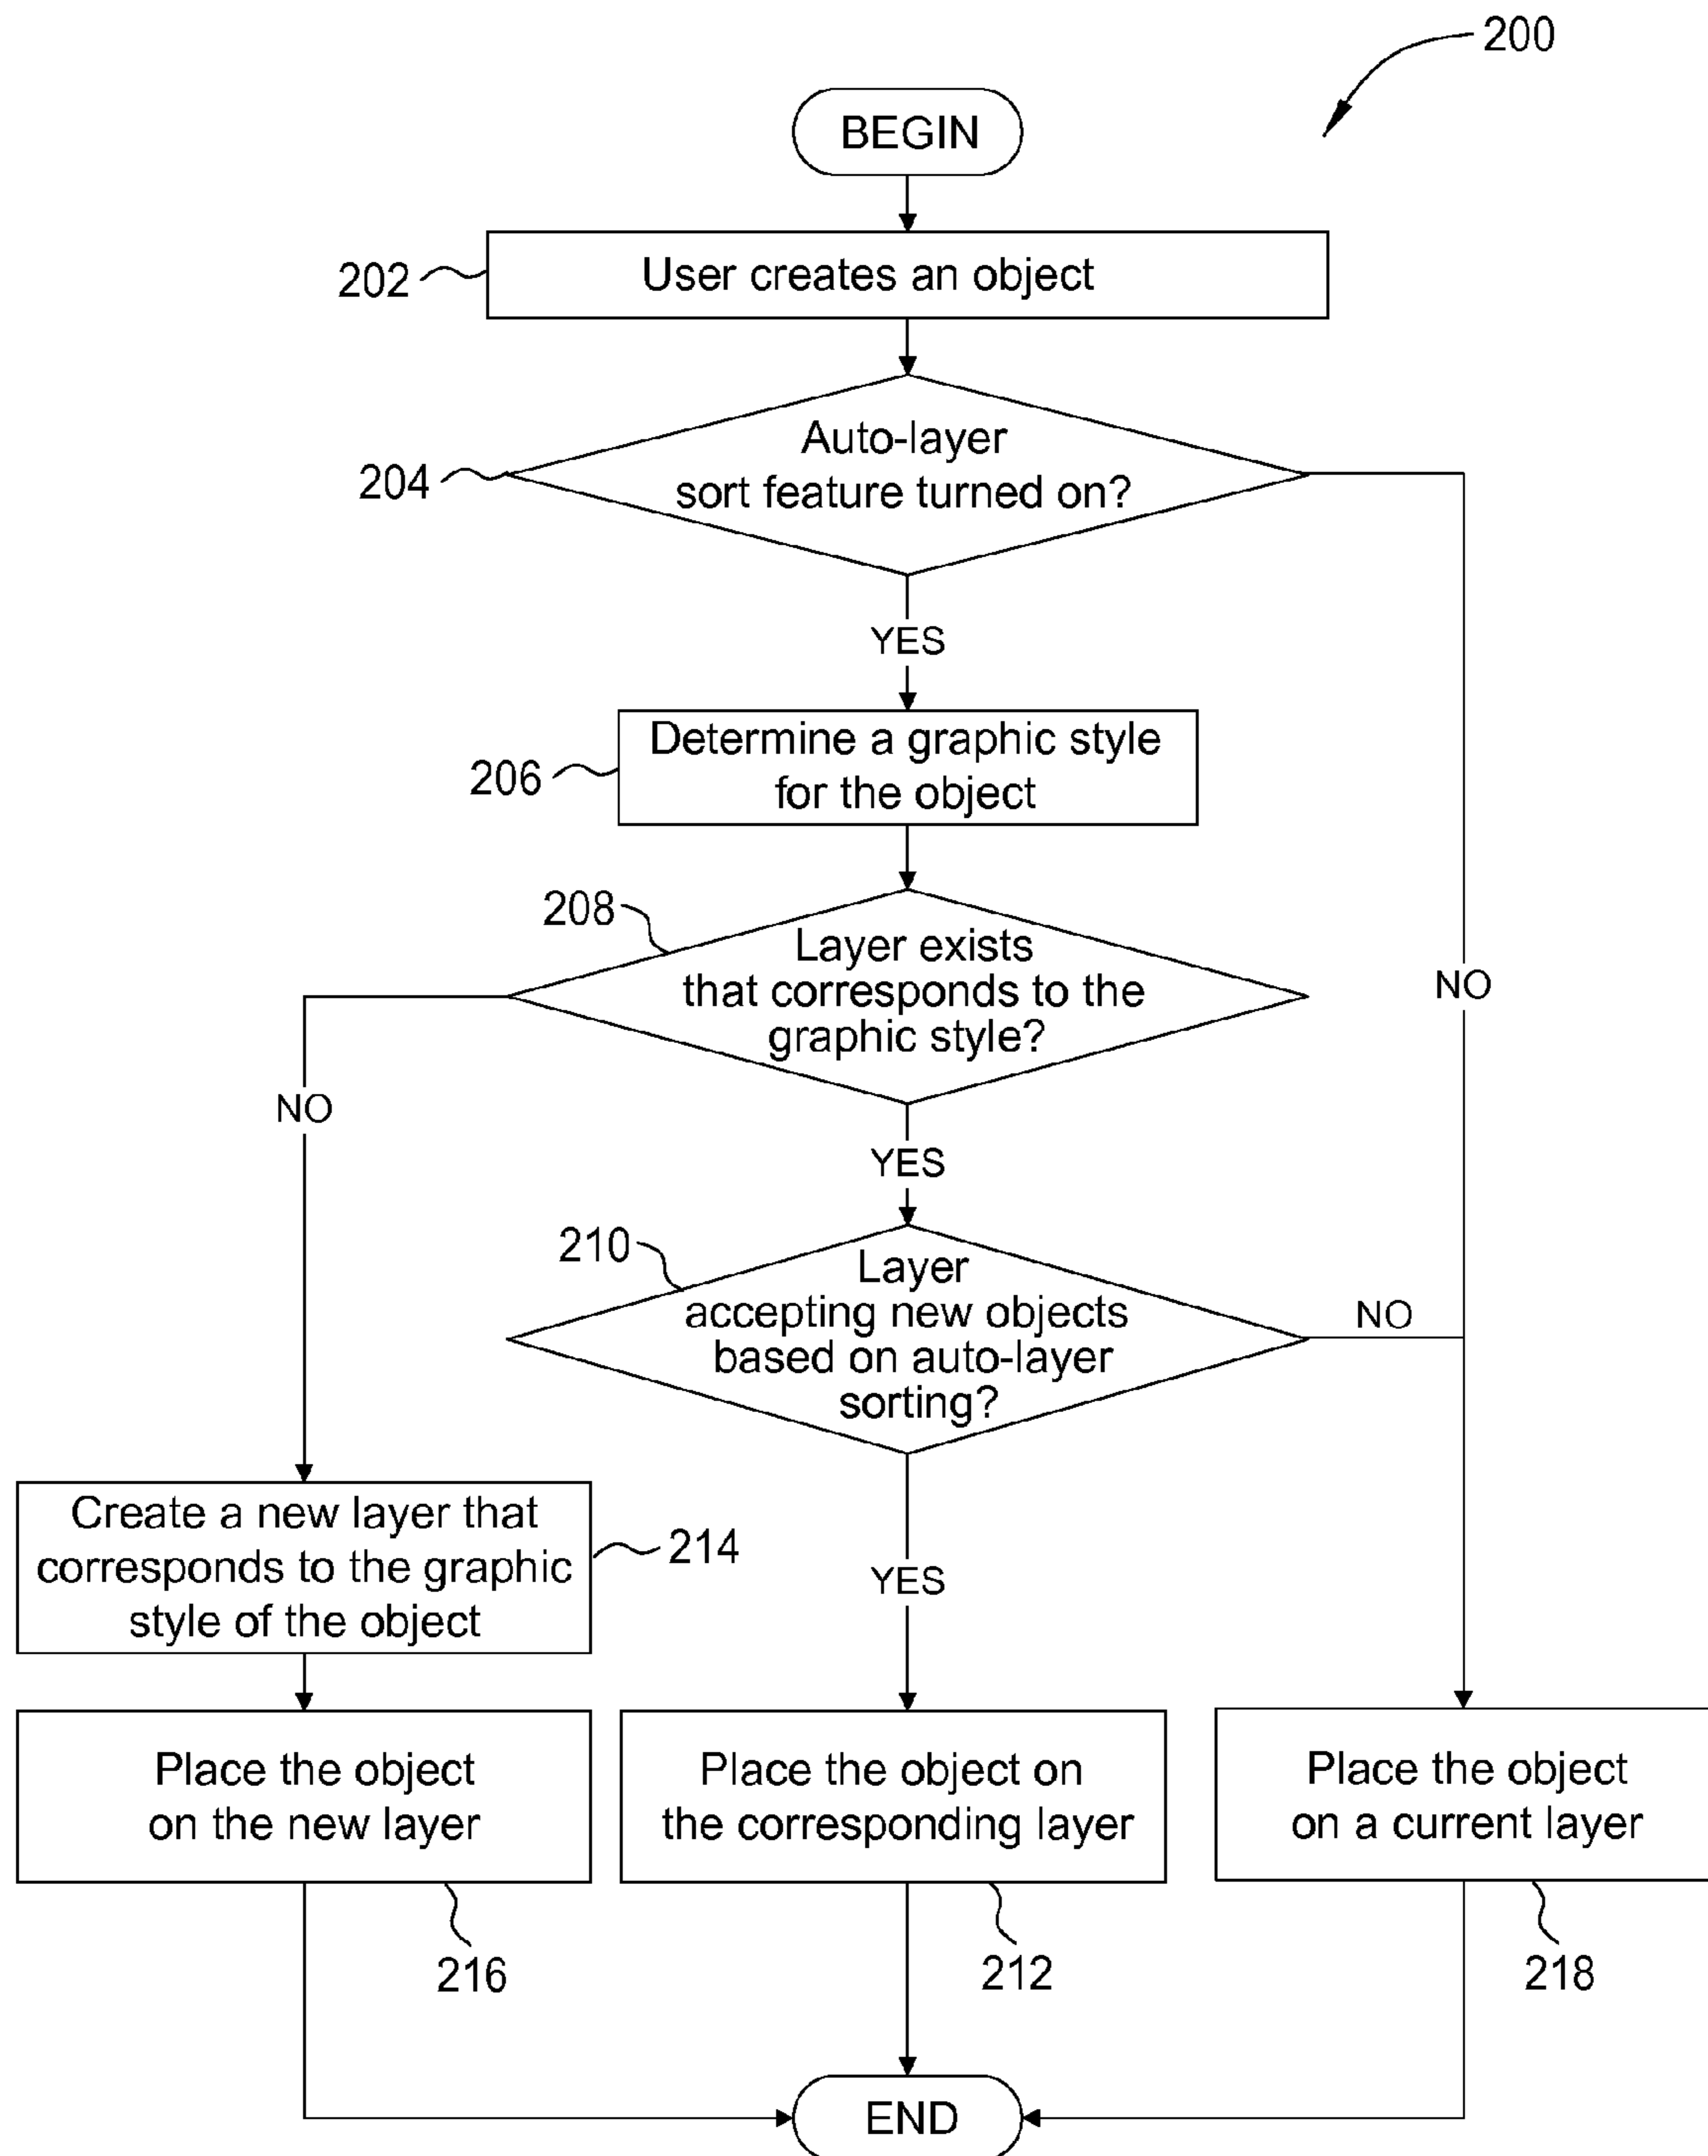 200
BEGIN
202
User creates an object
Auto-layer
204
sort feature turned on?
YES
Determine a graphic style
206
for the object
208
Layer exists
that corresponds to the
graphic style?
NO
NO
YES
210
Layer
accepting new objects
based on auto-layer
sorting?
NO
Create a new layer that
corresponds to the graphic
style of the object
214
YES
Place the object
on the new layer
Place the object on
the corresponding layer
Place the object
on a current layer
216
212
218
END